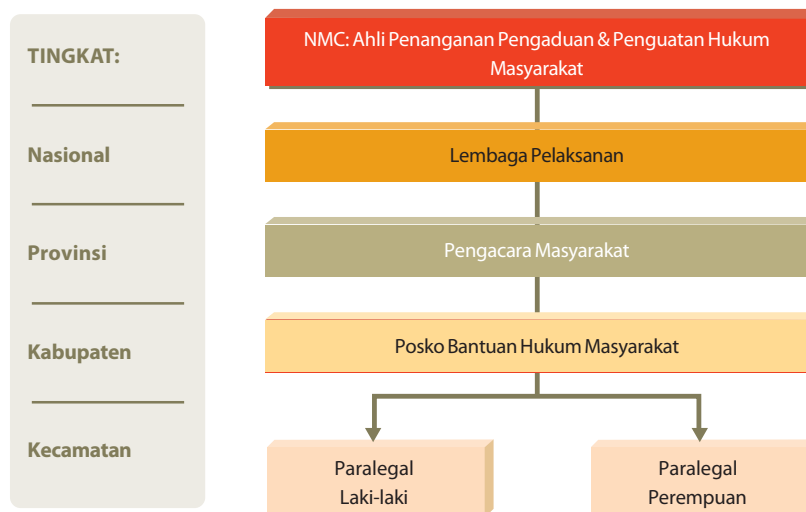 TINGKAT:
Nasional
Provinsi
Kabupaten
Kecamatan
NMC: Ahli Penanganan Pengaduan & Penguatan Hukum
Masyarakat
Lembaga Pelaksanan
Pengacara Masyarakat
Posko Bantuan Hukum Masyarakat
Paralegal
Laki-laki
Paralegal
Perempuan